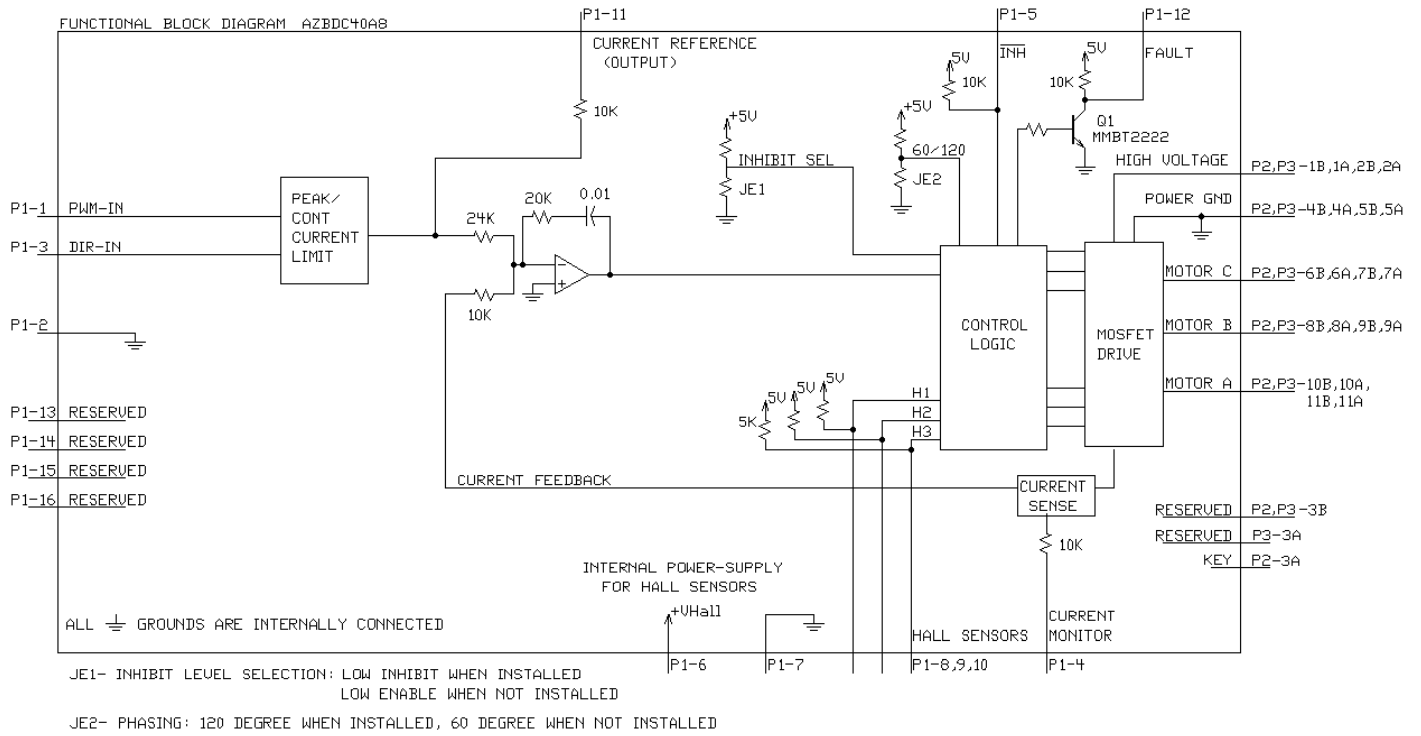 FUNCTIONAL BLOCK DIAGRAM AZBDC40A8
P1-11
P1-5
P1-12
CURRENT REFERENCE
(OUTPUT)
INH
FAULT
5V
10K
5V
10K
10K
+5V
+5V
Q1
MMBT2222
INHIBIT SEL
60/120
JE1
JE2
HIGH VOLTAGE
P2,P3-1B,1A,2B,2A
POWER GND
P2,P3-4B,4A,5B,5A
P1-1 PWM-IN
P1-3 DIR-IN
PEAK/
CONT
CURRENT
LIMIT
24K
20K
0.01
-
+
10K
P1-2
CONTROL
LOGIC
MOSFET
DRIVE
MOTOR C
P2,P3-6B,6A,7B,7A
MOTOR B
P2,P3-8B,8A,9B,9A
MOTOR A
P2,P3-10B,10A,
11B,11A
5V
5V
5V
5K
H1
H2
H3
P1-13 RESERVED
P1-14 RESERVED
P1-15 RESERVED
P1-16 RESERVED
CURRENT FEEDBACK
CURRENT
SENSE
10K
RESERVED P2,P3-3B
RESERVED P3-3A
KEY P2-3A
INTERNAL POWER-SUPPLY
FOR HALL SENSORS
+VHall
ALL GROUNDS ARE INTERNALLY CONNECTED
HALL SENSORS
CURRENT
MONITOR
P1-6
P1-7
P1-8,9,10
P1-4
JE1- INHIBIT LEVEL SELECTION: LOW INHIBIT WHEN INSTALLED
LOW ENABLE WHEN NOT INSTALLED
JE2- PHASING: 120 DEGREE WHEN INSTALLED, 60 DEGREE WHEN NOT INSTALLED